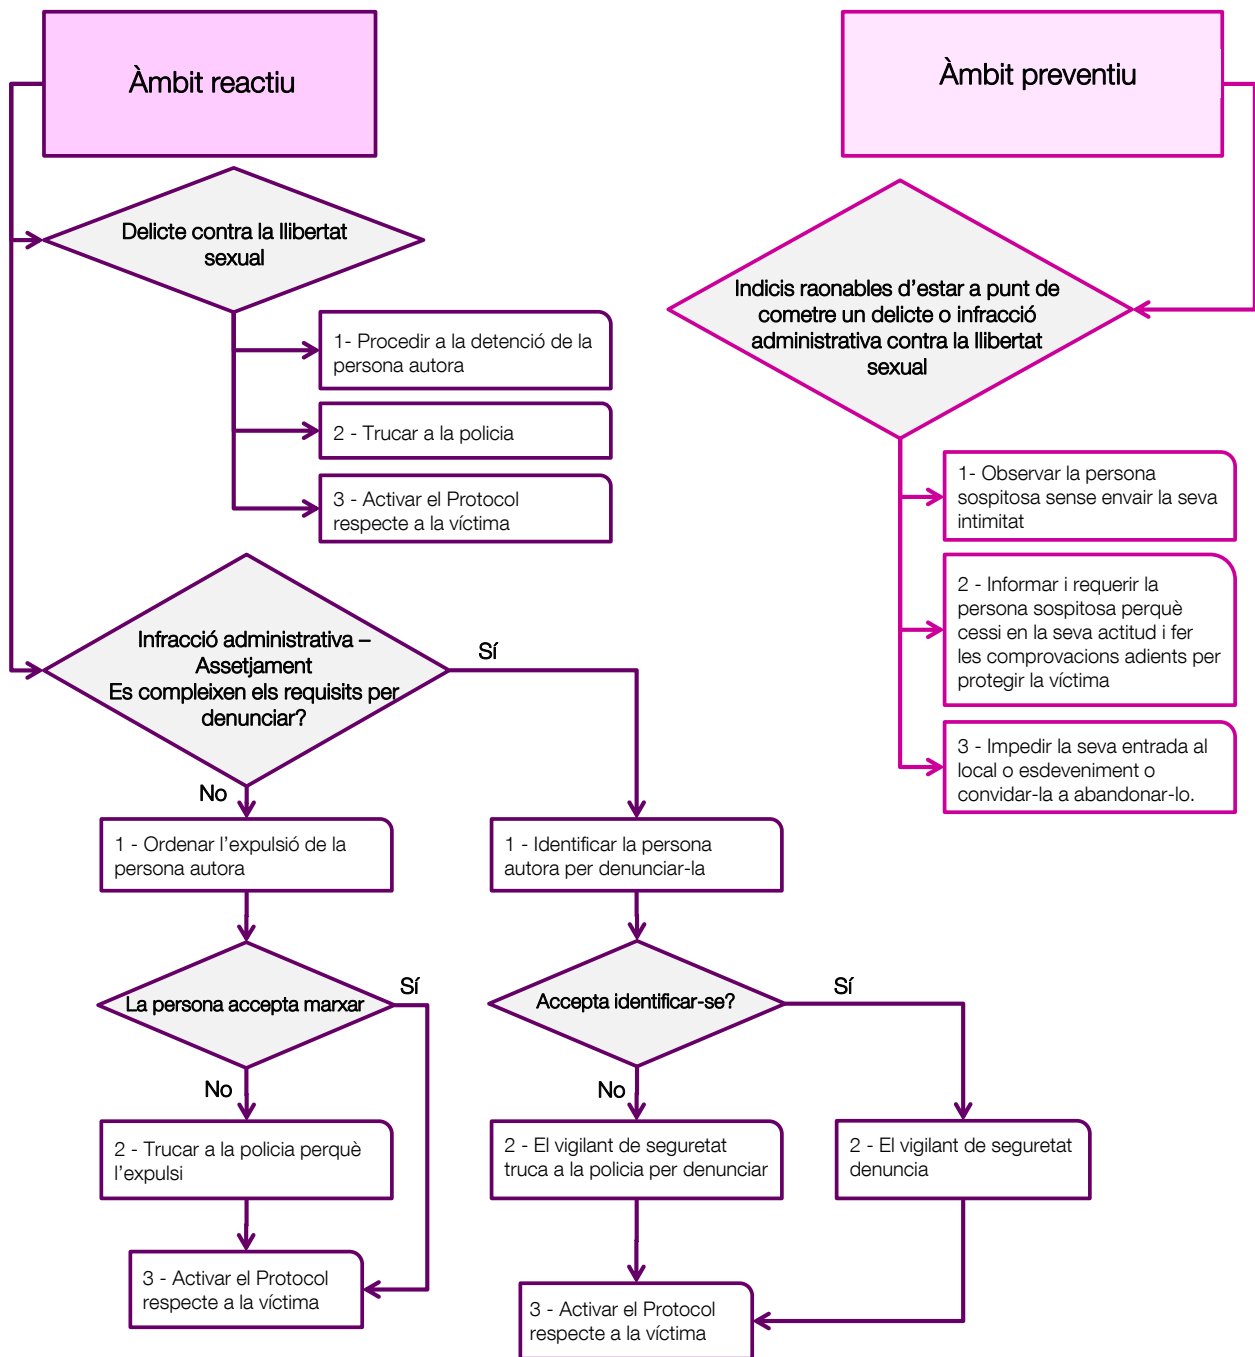 Àmbit reactiu
Àmbit preventiu
Delicte contra la llibertat
sexual
1- Procedir a la detenció de la
persona autora
2 - Trucar a la policia
3 - Activar el Protocol
respecte a la víctima
Indicis raonables d'estar a punt de
cometre un delicte o infracció
administrativa contra la llibertat
sexual
1- Observar la persona
sospitosa sense envair la seva
intimitat
2 - Informar i requerir la
persona sospitosa perquè
cessi en la seva actitud i fer
les comprovacions adients per
protegir la víctima
3 - Impedir la seva entrada al
local o esdeveniment o
convidar-la a abandonar-lo.
Infracció administrativa –
Assetjament
Es compleixen els requisits per
denunciar?
Sí
No
1 - Ordenar l'expulsió de la
persona autora
La persona accepta marxar
Sí
No
2 - Trucar a la policia perquè
l'expulsi
3 - Activar el Protocol
respecte a la víctima
1 - Identificar la persona
autora per denunciar-la
Accepta identificar-se?
Sí
No
2 - El vigilant de seguretat
truca a la policia per denunciar
2 - El vigilant de seguretat
denuncia
3 - Activar el Protocol
respecte a la víctima